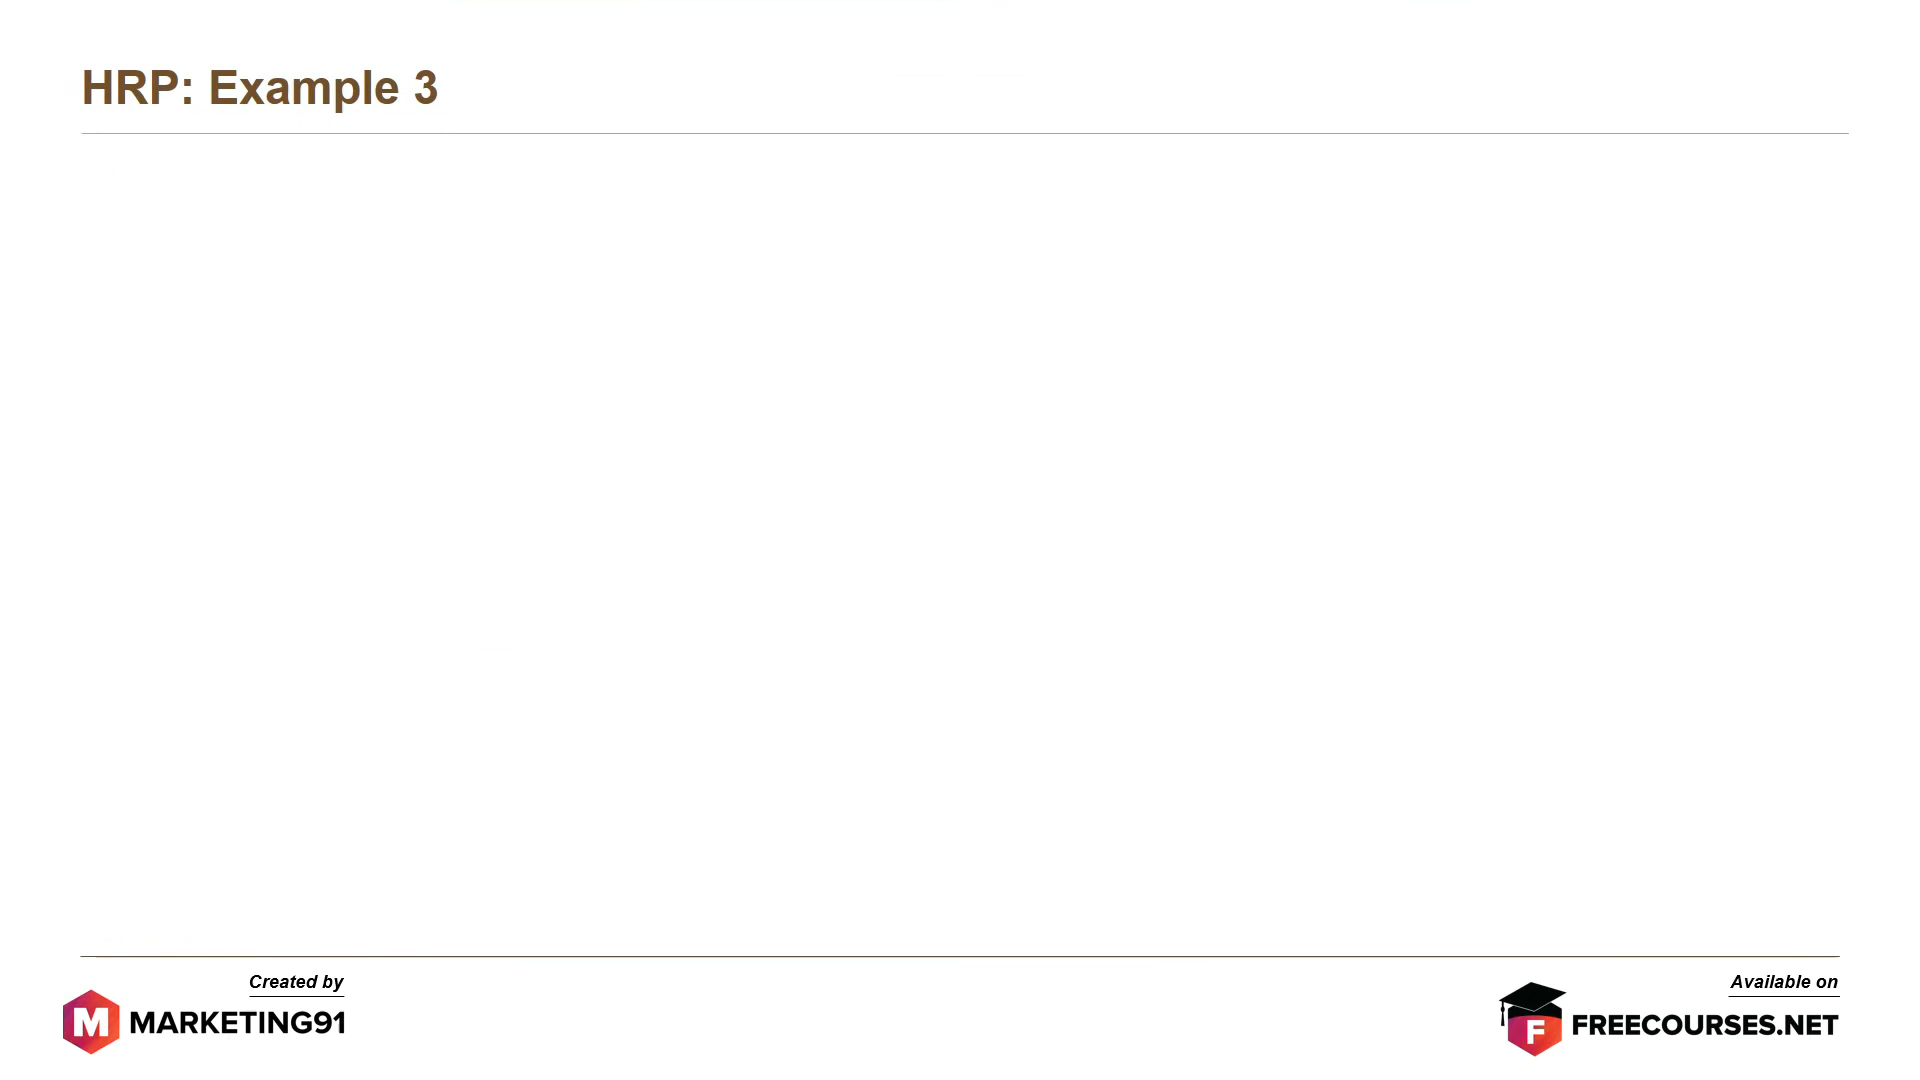 HRP: Example 3
Created by
M MARKETING91
Available on
F FREECOURSES.NET